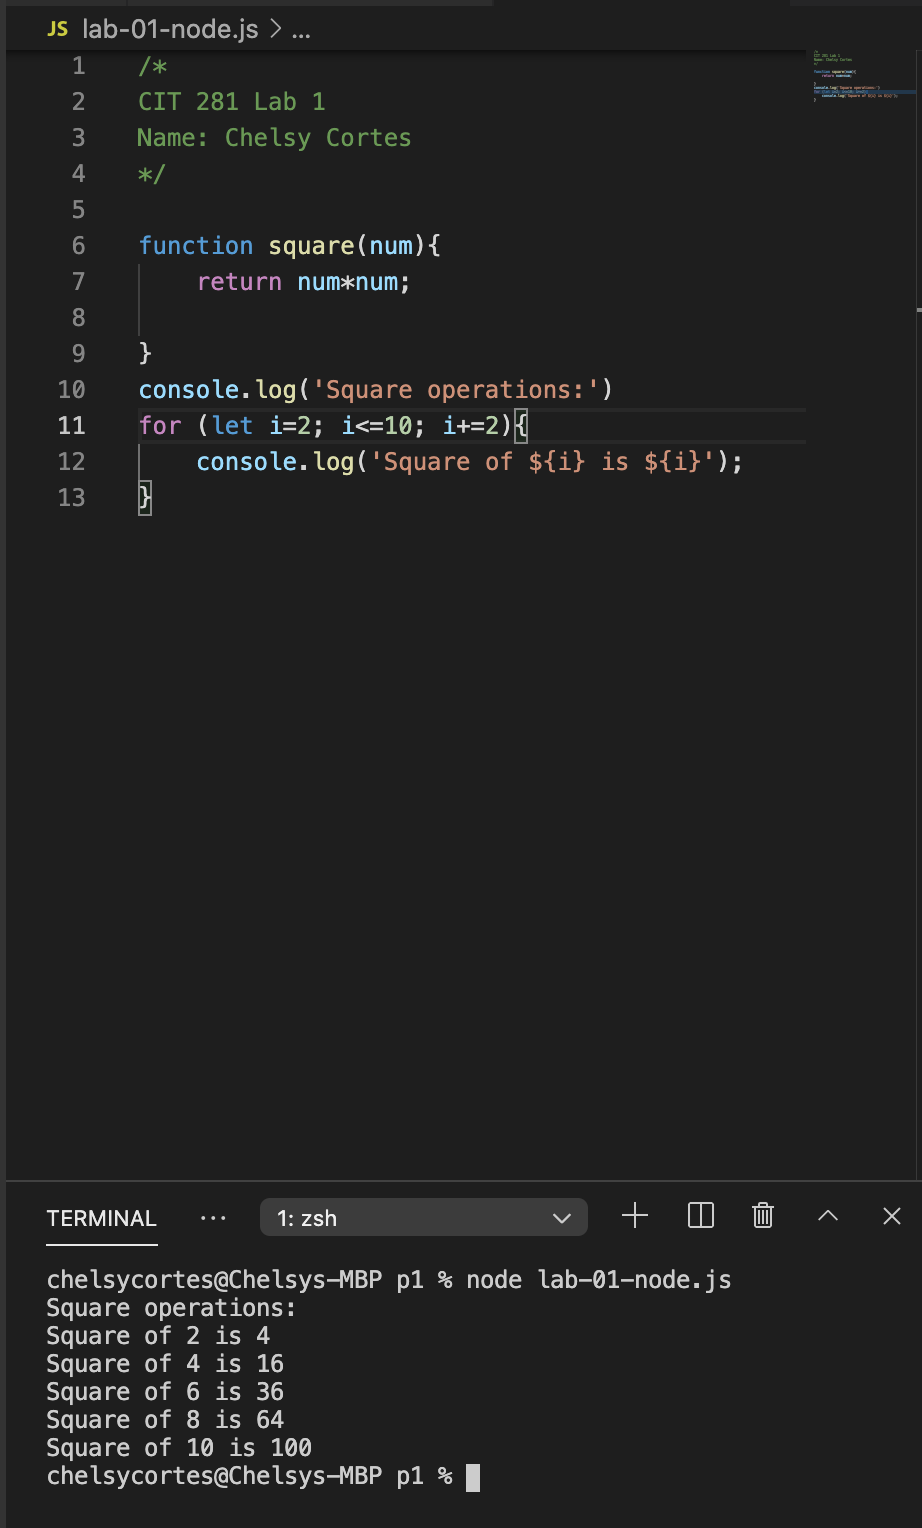 JS lab-01-node.js > ...
1 /*
2 CIT 281 Lab 1
3 Name: Chelsy Cortes
4 */
5
6 function square(num){
7     return num*num;
8
9 }
10 console.log('Square operations:')
11 for (let i=2; i<=10; i+=2){
12     console.log('Square of ${i} is ${i}');
13 }
TERMINAL ... 1: zsh
chelsycortes@Chelsys-MBP p1 % node lab-01-node.js
Square operations:
Square of 2 is 4
Square of 4 is 16
Square of 6 is 36
Square of 8 is 64
Square of 10 is 100
chelsycortes@Chelsys-MBP p1 %